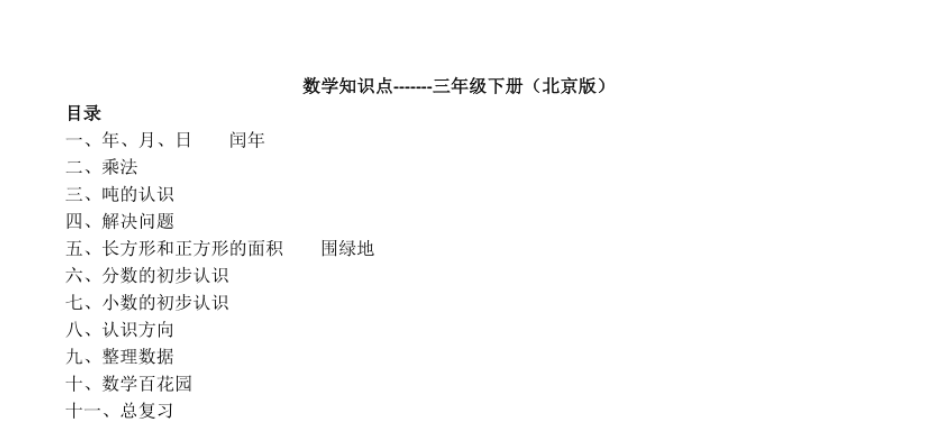 数学知识点-------三年级下册（北京版）
目录
一、年、月、日　　闰年
二、乘法
三、吨的认识
四、解决问题
五、长方形和正方形的面积　　围绿地
六、分数的初步认识
七、小数的初步认识
八、认识方向
九、整理数据
十、数学百花园
十一、总复习